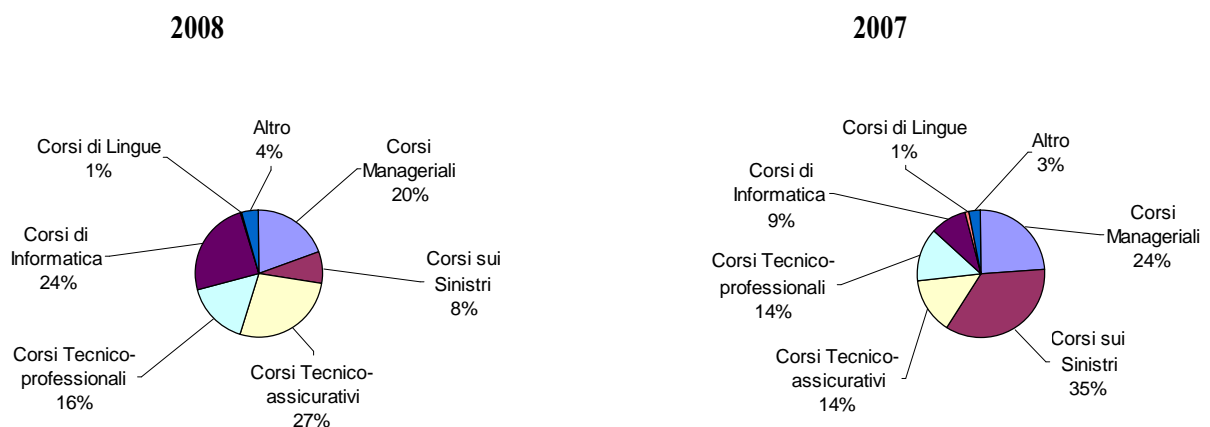 2008
Altro
4%
Corsi
Manageriali
20%
Corsi sui
Sinistri
8%
Corsi Tecnico-
assicurativi
27%
Corsi Tecnico-
professionali
16%
Corsi di
Informatica
24%
Corsi di Lingue
1%
2007
Altro
3%
Corsi
Manageriali
24%
Corsi sui
Sinistri
35%
Corsi Tecnico-
assicurativi
14%
Corsi Tecnico-
professionali
14%
Corsi di
Informatica
9%
Corsi di Lingue
1%